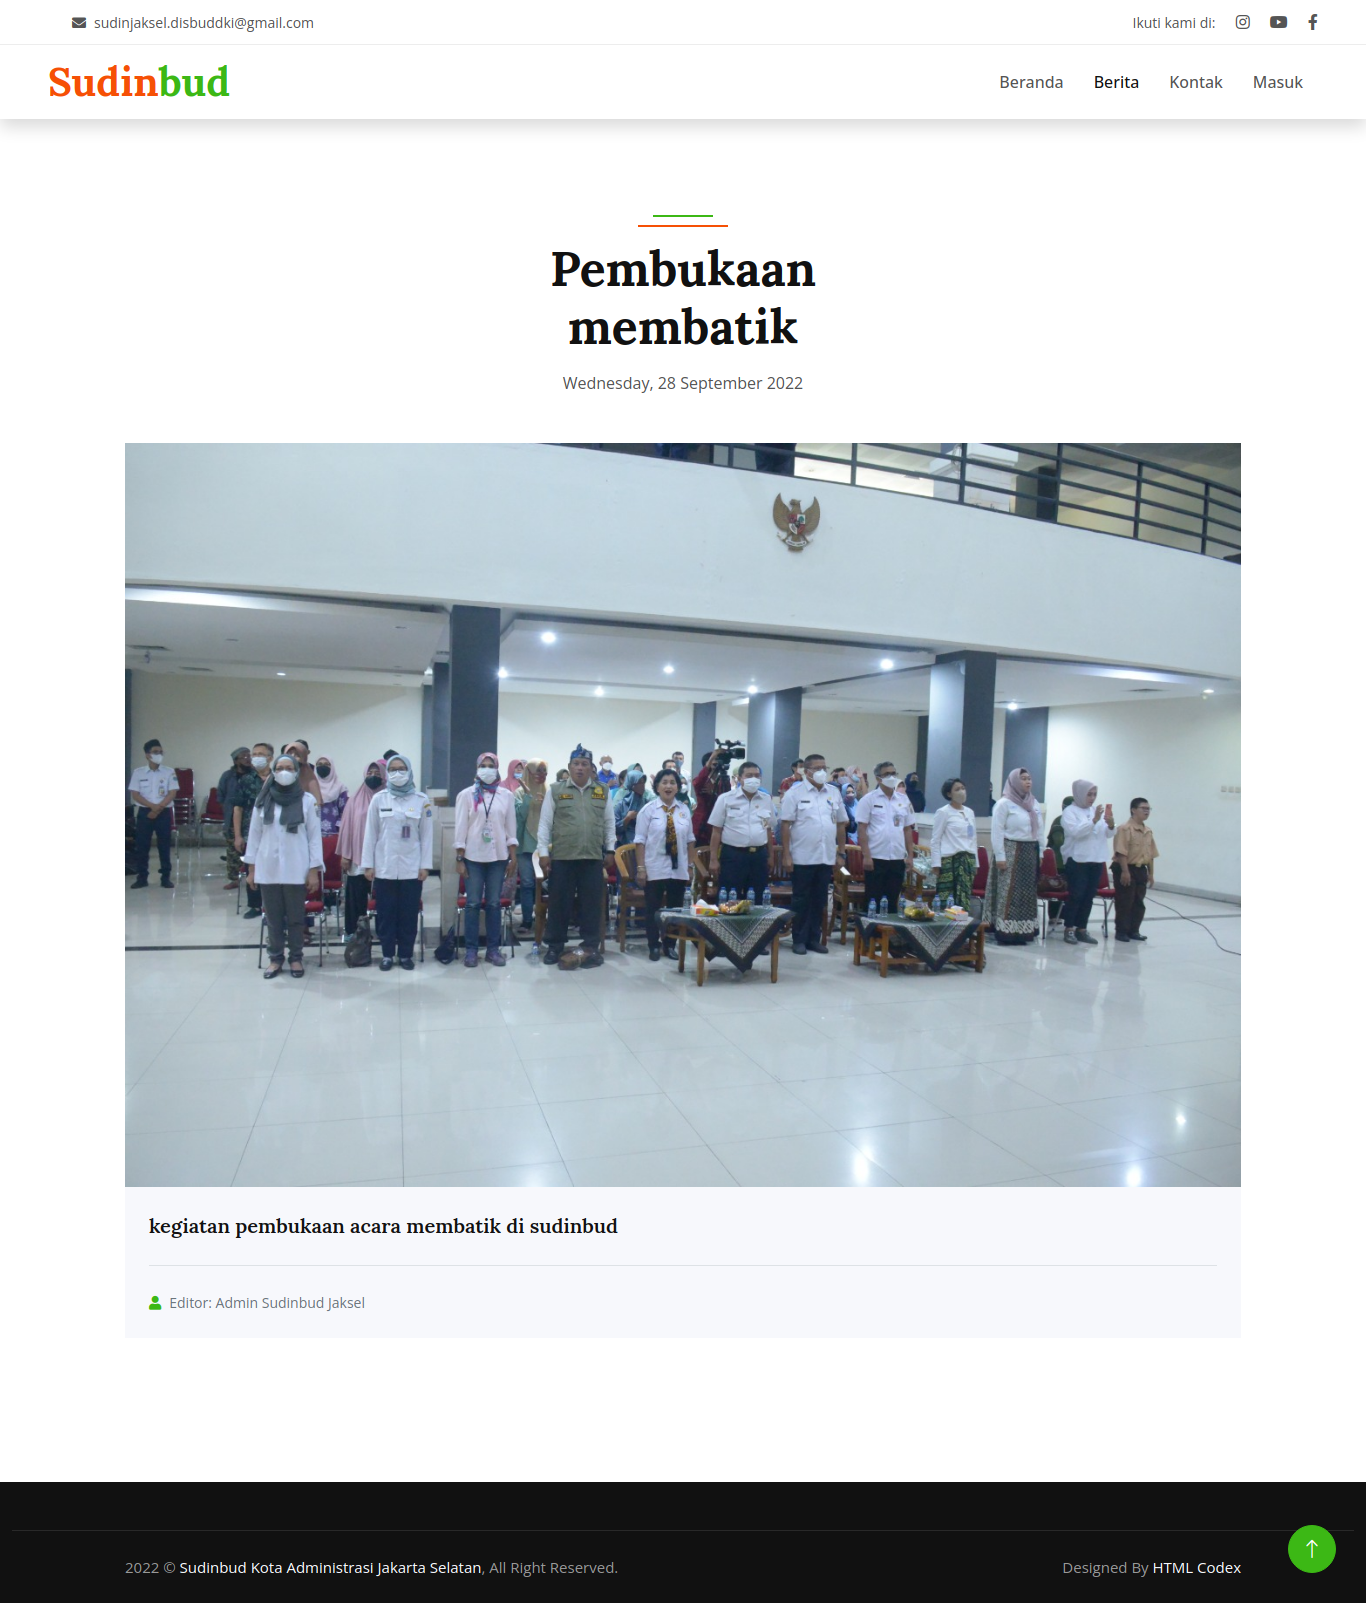 sudinjaksel.disbuddki@gmail.com
Ikuti kami di:
Sudinbud
Beranda
Berita
Kontak
Masuk
Pembukaan
membatik
Wednesday, 28 September 2022
kegiatan pembukaan acara membatik di sudinbud
Editor: Admin Sudinbud Jaksel
2022 © Sudinbud Kota Administrasi Jakarta Selatan, All Right Reserved.
Designed By HTML Codex